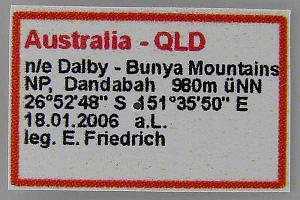 Australia - QLD
n/e Dalby - Bunya Mountains
NP, Dandabah 980m üNN
26°52'48" S 151°35'50" E
18.01.2006 a.L.
leg. E. Friedrich